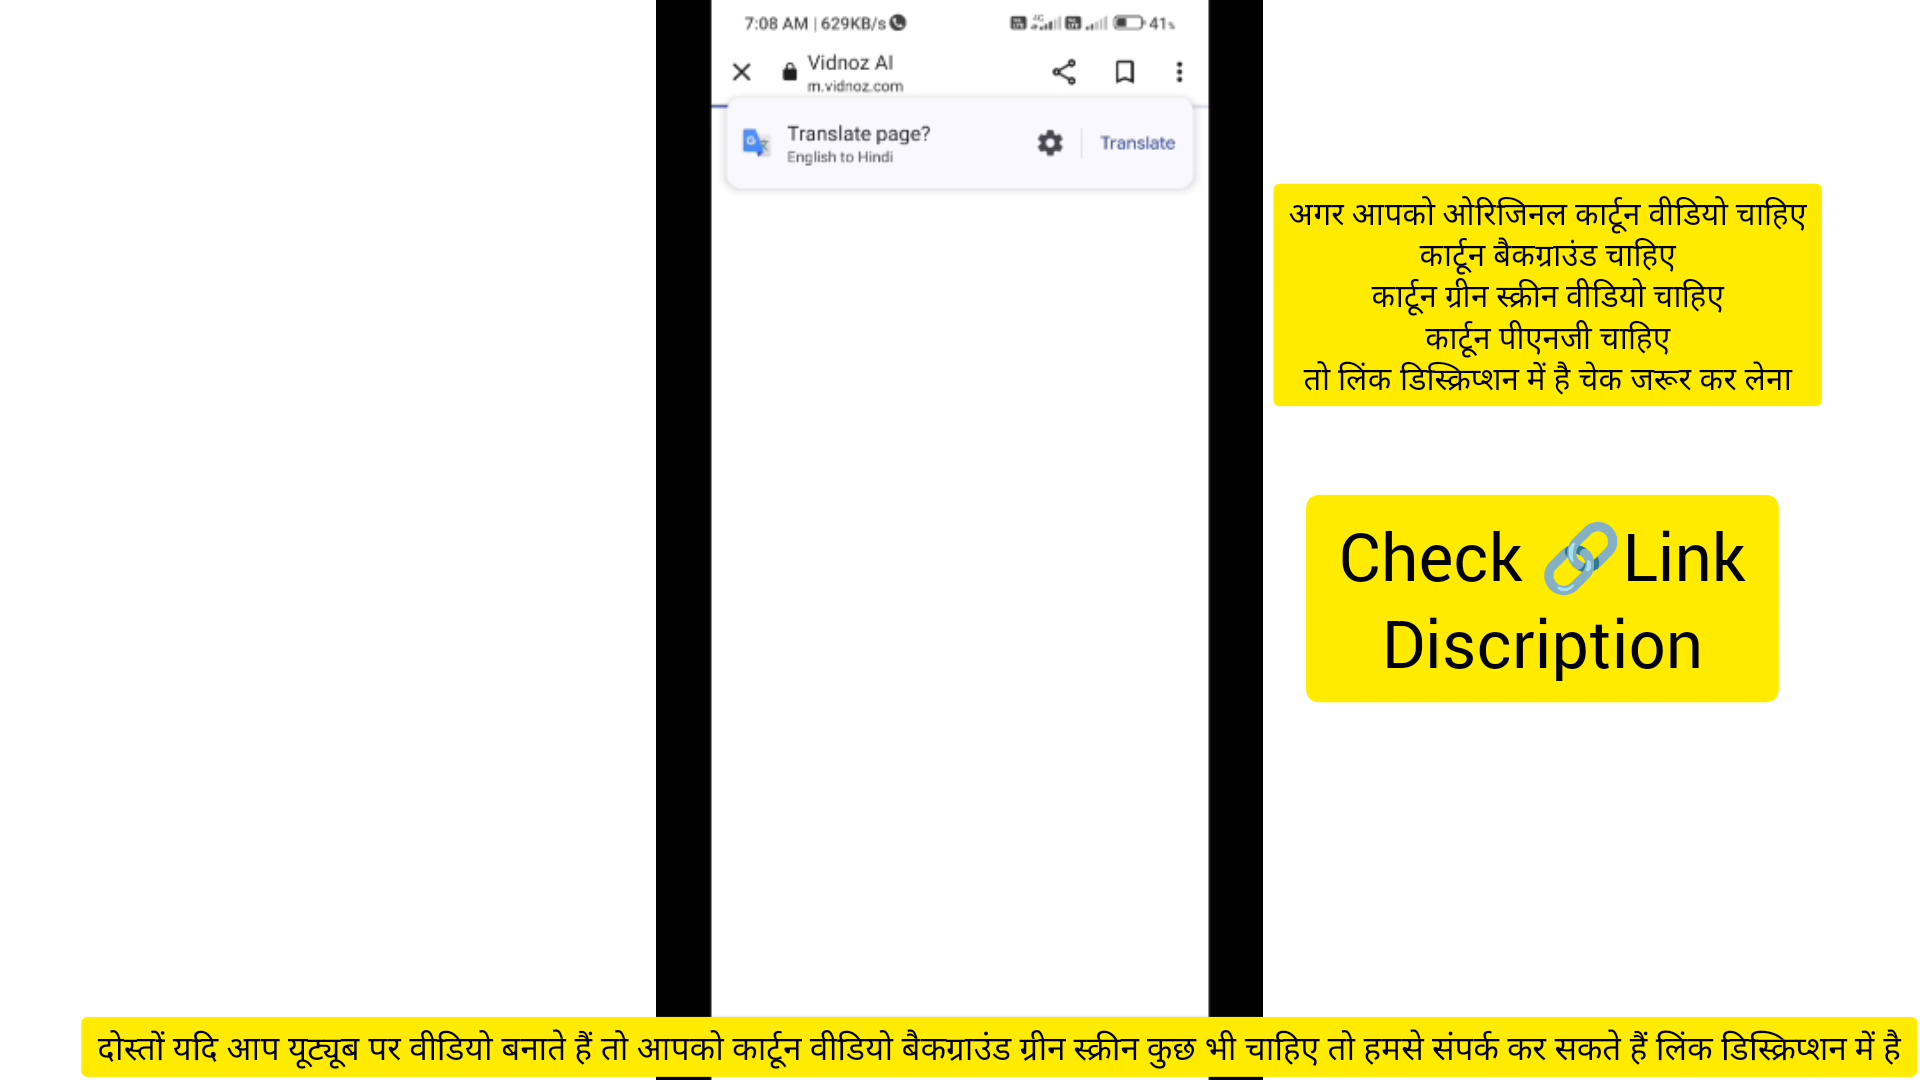 7:08 AM | 629KB/s
41%
Vidnoz AI
m.vidnoz.com
Translate page?
English to Hindi
Translate
अगर आपको ओरिजिनल कार्टून वीडियो चाहिए
कार्टून बैकग्राउंड चाहिए
कार्टून ग्रीन स्क्रीन वीडियो चाहिए
कार्टून पीएनजी चाहिए
तो लिंक डिस्क्रिप्शन में है चेक जरूर कर लेना
Check 🔗Link
Discription
दोस्तों यदि आप यूट्यूब पर वीडियो बनाते हैं तो आपको कार्टून वीडियो बैकग्राउंड ग्रीन स्क्रीन कुछ भी चाहिए तो हमसे संपर्क कर सकते हैं लिंक डिस्क्रिप्शन में है